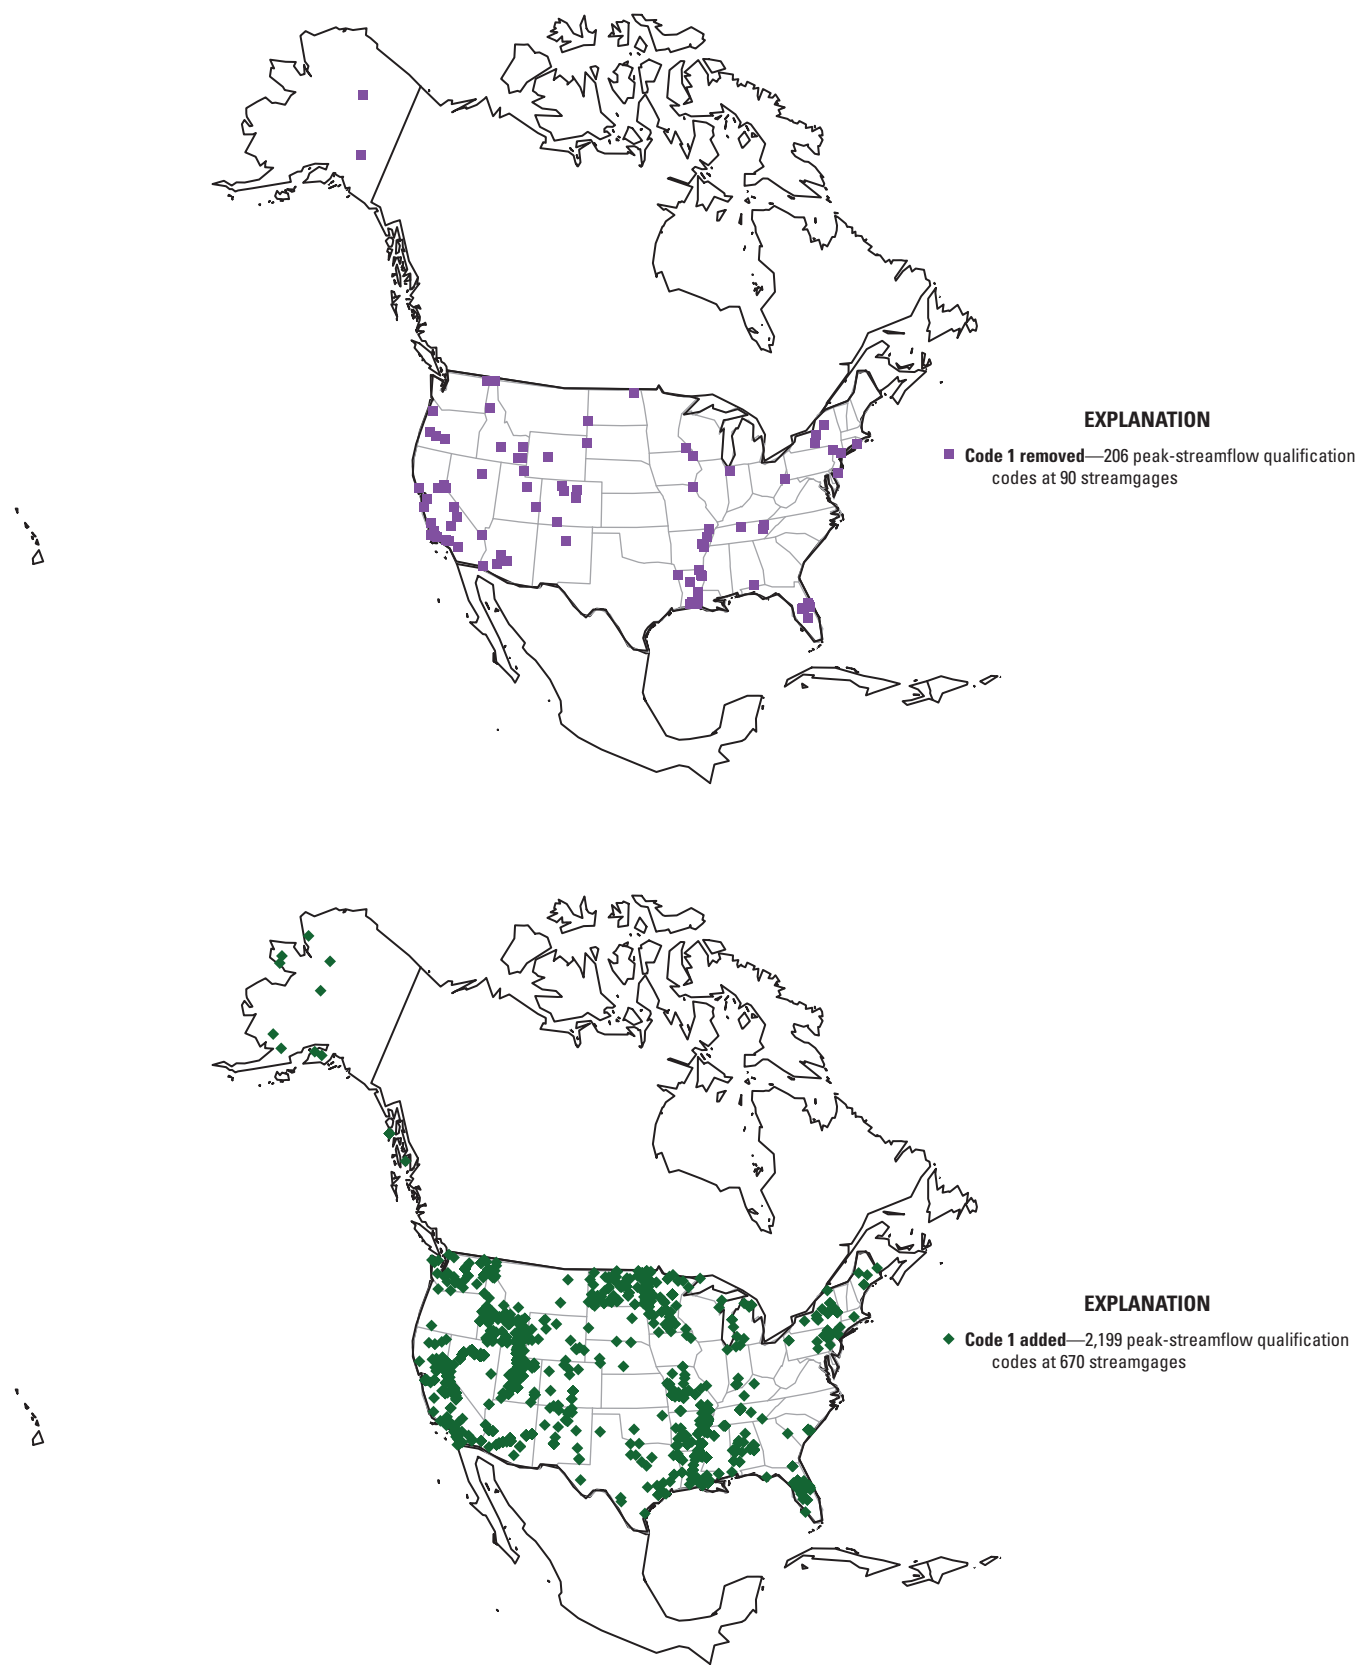 EXPLANATION
Code 1 removed—206 peak-streamflow qualification
codes at 90 streamgages
EXPLANATION
Code 1 added—2,199 peak-streamflow qualification
codes at 670 streamgages